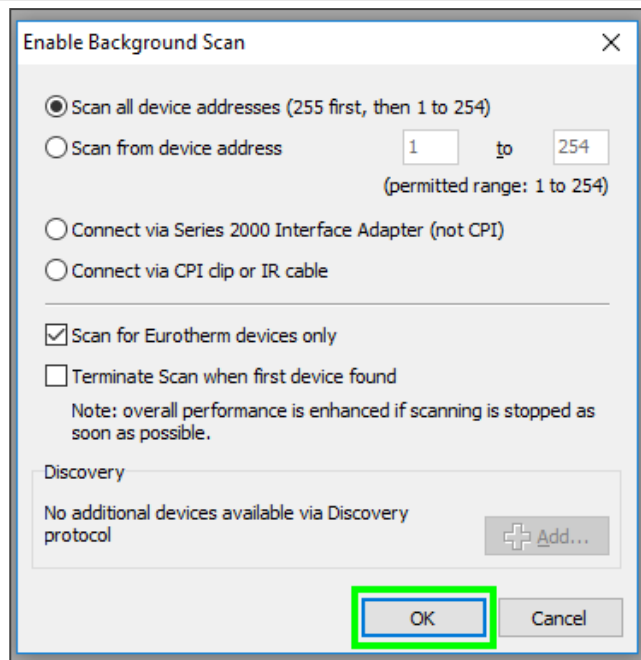 Enable Background Scan
Scan all device addresses (255 first, then 1 to 254)
Scan from device address 1 to 254
(permitted range: 1 to 254)
Connect via Series 2000 Interface Adapter (not CPI)
Connect via CPI clip or IR cable
Scan for Eurotherm devices only
Terminate Scan when first device found
Note: overall performance is enhanced if scanning is stopped as
soon as possible.
Discovery
No additional devices available via Discovery
protocol
Add...
OK Cancel